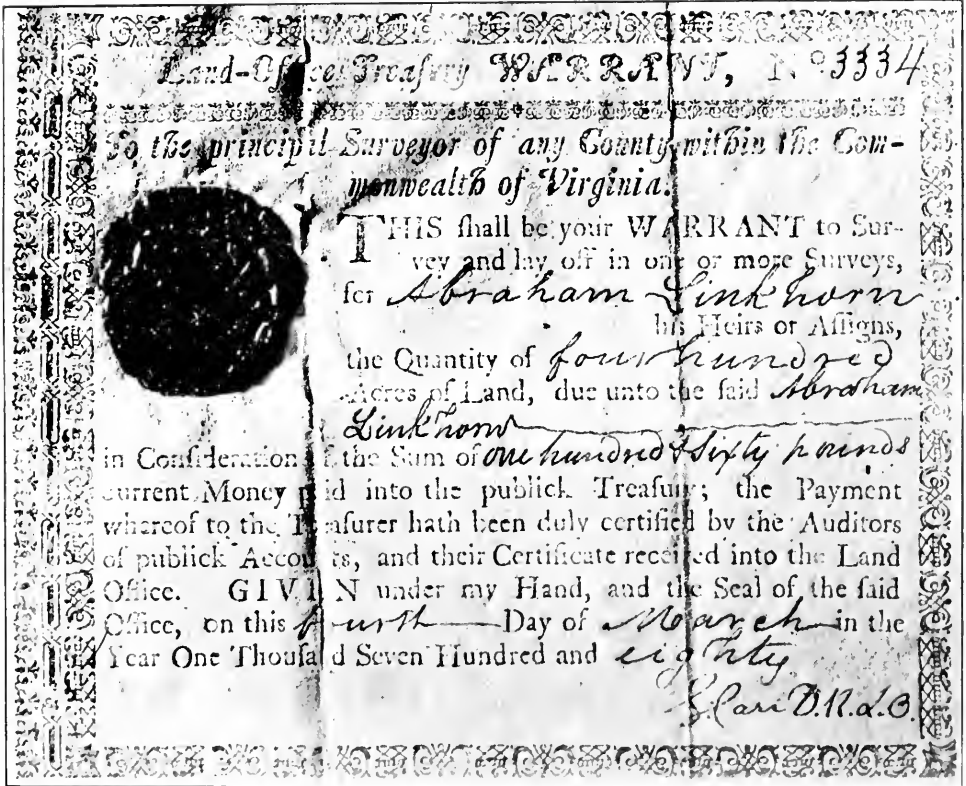 Land-Office Treasury WARRANT, No 3334
To the principal Surveyor of any County within the Com-
monwealth of Virginia.
THIS ſhall be your WARRANT to Sur-
vey and lay off in one or more Surveys,
for Abraham Linkhorn
his Heirs or Aſſigns,
the Quantity of four hundred
Acres of Land, due unto the ſaid Abraham
Linkhorn
in Conſideration of the Sum of one hundred & sixty pounds
current Money paid into the publick Treaſury; the Payment
whereof to the Treaſurer hath been duly certified by the Auditors
of publick Accounts, and their Certificate received into the Land
Office. GIVEN under my Hand, and the Seal of the ſaid
Office, on this fourth Day of March in the
Year One Thouſand Seven Hundred and eighty
D.R.L.O.